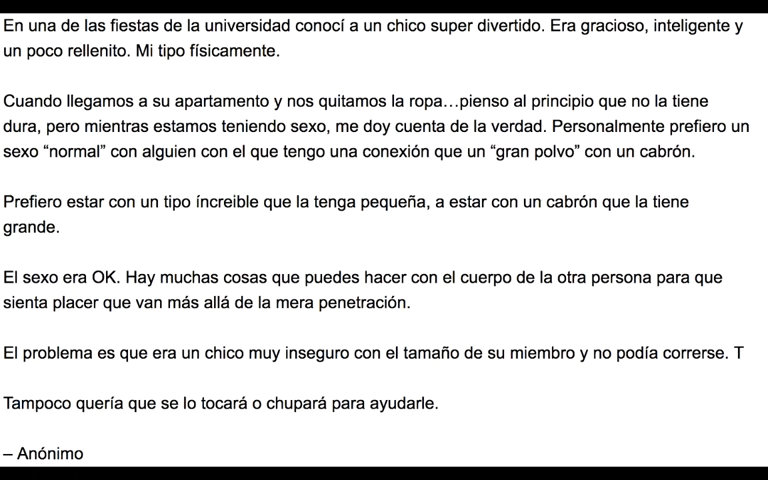 En una de las fiestas de la universidad conocí a un chico super divertido. Era gracioso, inteligente y
un poco rellenito. Mi tipo físicamente.
Cuando llegamos a su apartamento y nos quitamos la ropa…pienso al principio que no la tiene
dura, pero mientras estamos teniendo sexo, me doy cuenta de la verdad. Personalmente prefiero un
sexo “normal” con alguien con el que tengo una conexión que un “gran polvo” con un cabrón.
Prefiero estar con un tipo íncreible que la tenga pequeña, a estar con un cabrón que la tiene
grande.
El sexo era OK. Hay muchas cosas que puedes hacer con el cuerpo de la otra persona para que
sienta placer que van más allá de la mera penetración.
El problema es que era un chico muy inseguro con el tamaño de su miembro y no podía correrse. T
Tampoco quería que se lo tocará o chupará para ayudarle.
– Anónimo